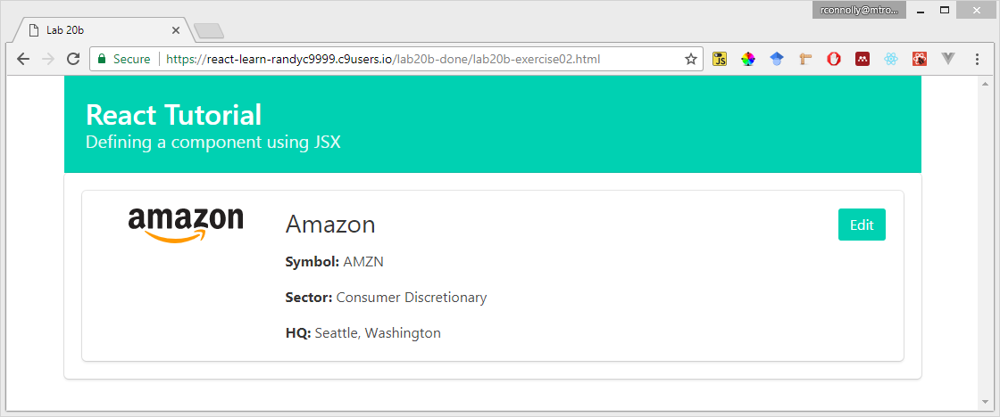 rconnolly@mtro...
Lab 20b
Secure https://react-learn-randyc9999.c9users.io/lab20b-done/lab20b-exercise02.html
JS
React Tutorial
Defining a component using JSX
amazon
Amazon
Edit
Symbol: AMZN
Sector: Consumer Discretionary
HQ: Seattle, Washington